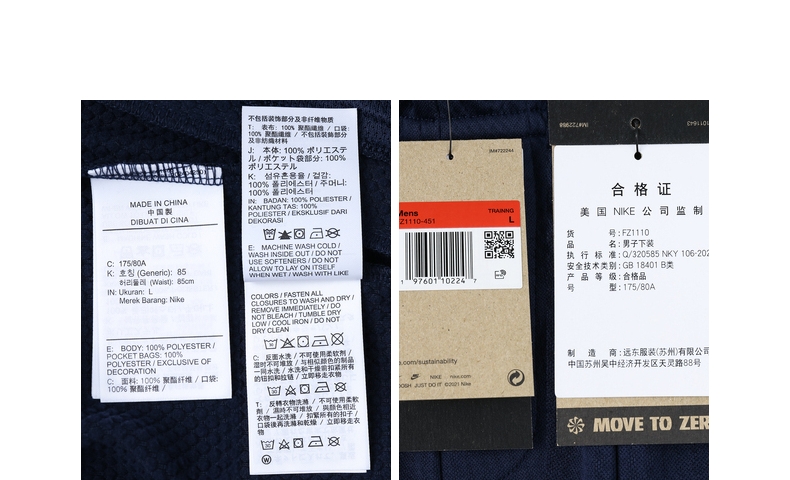 MADE IN CHINA
中国製
DIBUAT DI CINA
C: 175/80A
K: 호칭 (Generic): 85
허리둘레 (Waist): 85cm
IN: Ukuran: L
Merek Barang: Nike
E: BODY: 100% POLYESTER /
POCKET BAGS: 100%
POLYESTER / EXCLUSIVE OF
DECORATION
C: 面料: 100% 聚酯纤维 / 口袋:
100% 聚酯纤维 /
不包括装饰部分及非纤维物质
T: 表布: 100% 聚酯纖維 / 口袋:
100% 聚酯纖維 / 不包括裝飾部分
及非紡織材料
J: 本体: 100% ポリエステ
ル / ポケット袋部分: 100%
ポリエステル
K: 섬유혼용율 / 겉감:
100% 폴리에스터 / 주머니:
100% 폴리에스터
IN: BADAN: 100% POLIESTER /
KANTUNG TAS: 100%
POLIESTER / EKSKLUSIF DARI
DEKORASI
E: MACHINE WASH COLD /
WASH INSIDE OUT / DO NOT
USE SOFTENERS / DO NOT
ALLOW TO LAY ON ITSELF
WHEN WET / WASH WITH LIKE
COLORS / FASTEN ALL
CLOSURES TO WASH AND DRY /
REMOVE IMMEDIATELY / DO
NOT BLEACH / TUMBLE DRY
LOW / COOL IRON / DO NOT
DRY CLEAN
C: 反面水洗 / 不可使用柔软剂 /
湿时不可堆放 / 与相似颜色的制品
一同水洗 / 水洗和干燥前扣紧所有
的钮扣和拉链 / 立即移走衣物
T: 反轉衣物洗滌 / 不可使用柔軟
劑 / 濕時不可堆放 / 與顏色相近
衣物一起洗滌 / 扣緊所有的扣子 /
口袋後再洗滌和乾燥 / 立即移走衣
物
W
IM4722244
Mens
TRAINING
FZ1110-451
L
1 97601 10224 7
s.com/sustainability
NIKE nike.com
JUST DO IT ©2021 Nike
IM4722988
1011643
合格证
美国 NIKE 公司监制
货 号: FZ1110
品 名: 男子下装
执行标准: Q/320585 NKY 106-202
安全技术类别: GB 18401 B类
产品等级: 合格品
号 型: 175/80A
制 造 商: 远东服装(苏州)有限公司
中国苏州吴中经济开发区天灵路88号
MOVE TO ZER